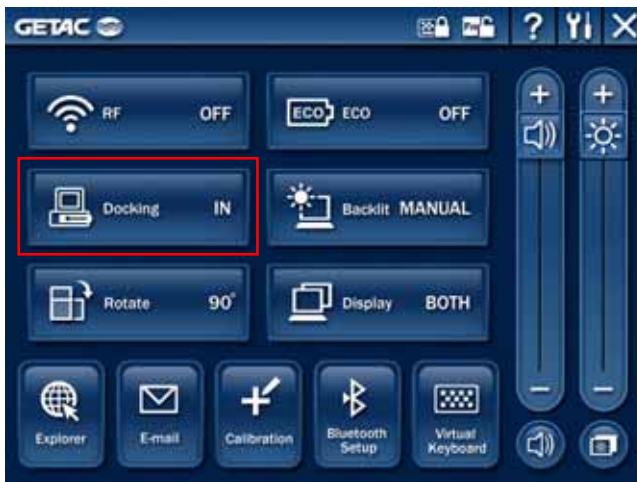 GETAC
?
RF OFF
ECO ECO OFF
Docking IN
Backlit MANUAL
Rotate 90°
Display BOTH
Explorer
E-mail
Calibration
Bluetooth
Setup
Virtual
Keyboard